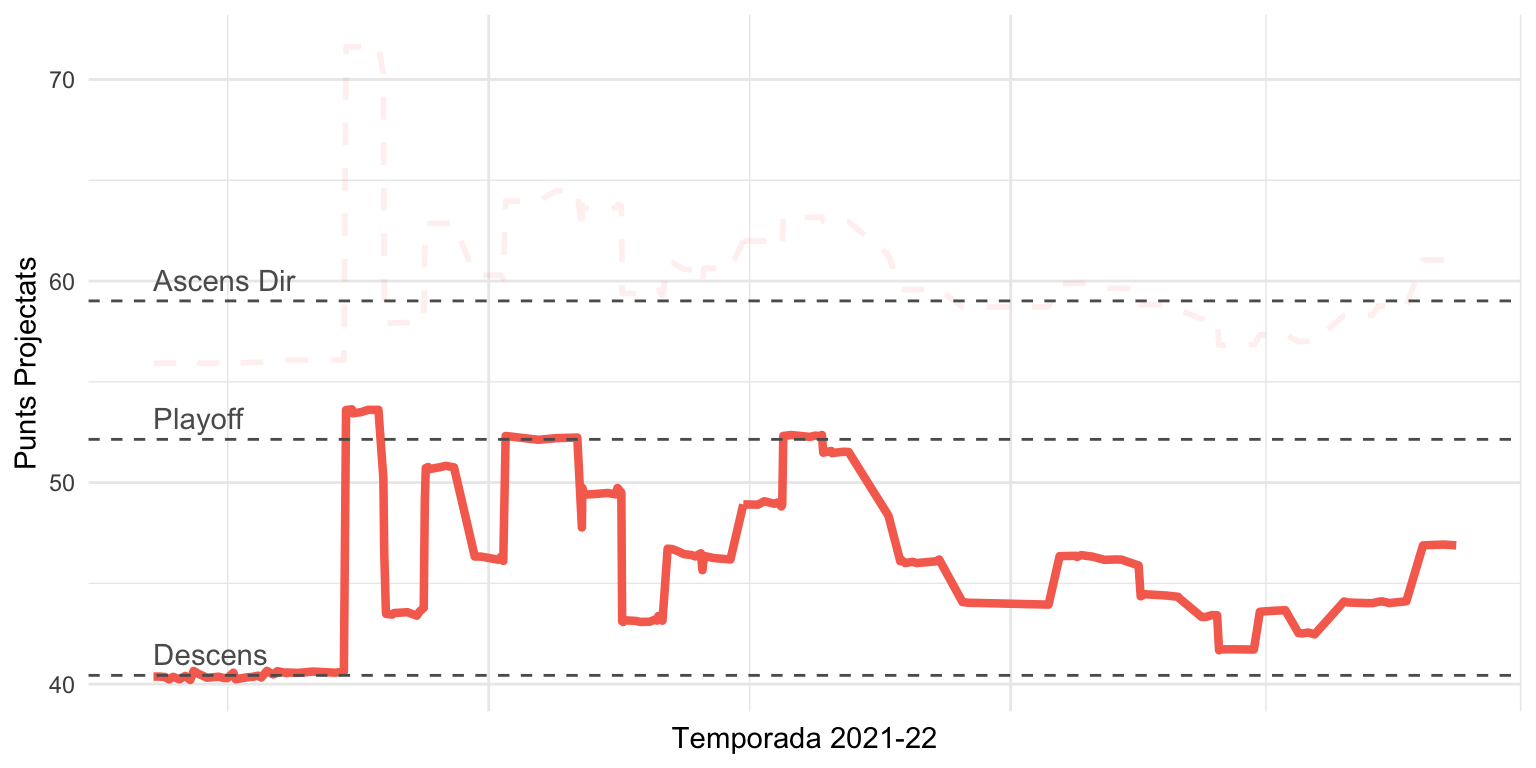 70
60
50
40
Punts Projectats
Ascens Dir
Playoff
Descens
Temporada 2021-22